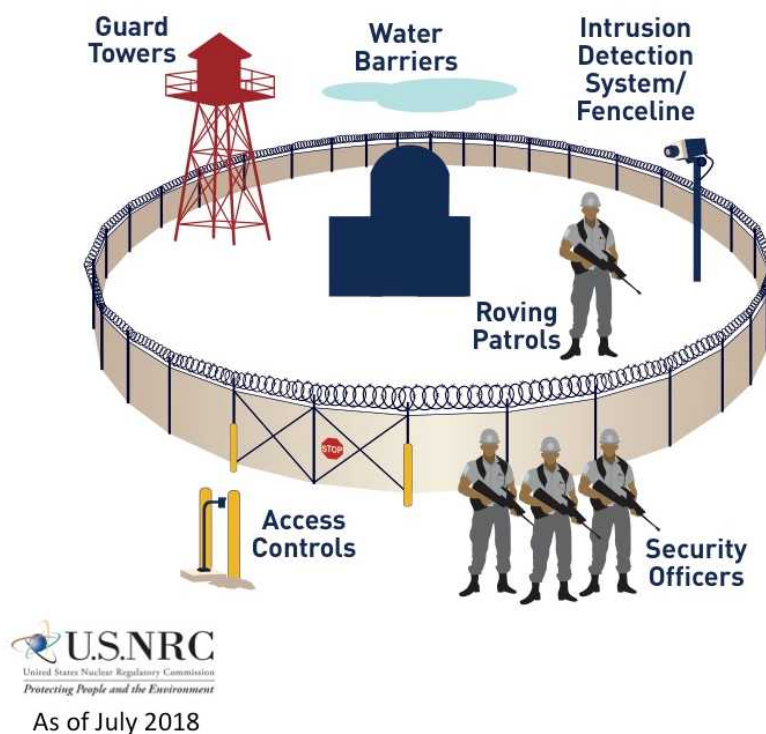 Guard
Towers
Water
Barriers
Intrusion
Detection
System/
Fenceline
Roving
Patrols
STOP
Access
Controls
Security
Officers
U.S.NRC
United States Nuclear Regulatory Commission
Protecting People and the Environment
As of July 2018